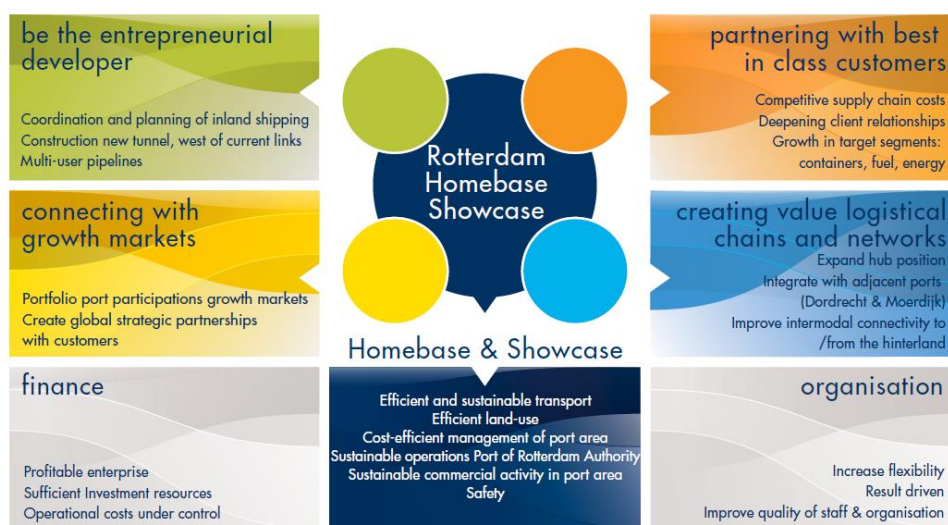 be the entrepreneurial
developer
Coordination and planning of inland shipping
Construction new tunnel, west of current links
Multi-user pipelines
connecting with
growth markets
Portfolio port participations growth markets
Create global strategic partnerships
with customers
finance
Profitable enterprise
Sufficient Investment resources
Operational costs under control
Rotterdam
Homebase
Showcase
Homebase & Showcase
Efficient and sustainable transport
Efficient land-use
Cost-efficient management of port area
Sustainable operations Port of Rotterdam Authority
Sustainable commercial activity in port area
Safety
partnering with best
in class customers
Competitive supply chain costs
Deepening client relationships
Growth in target segments:
containers, fuel, energy
creating value logistical
chains and networks
Expand hub position
Integrate with adjacent ports
(Dordrecht & Moerdijk)
Improve intermodal connectivity to
/from the hinterland
organisation
Increase flexibility
Result driven
Improve quality of staff & organisation